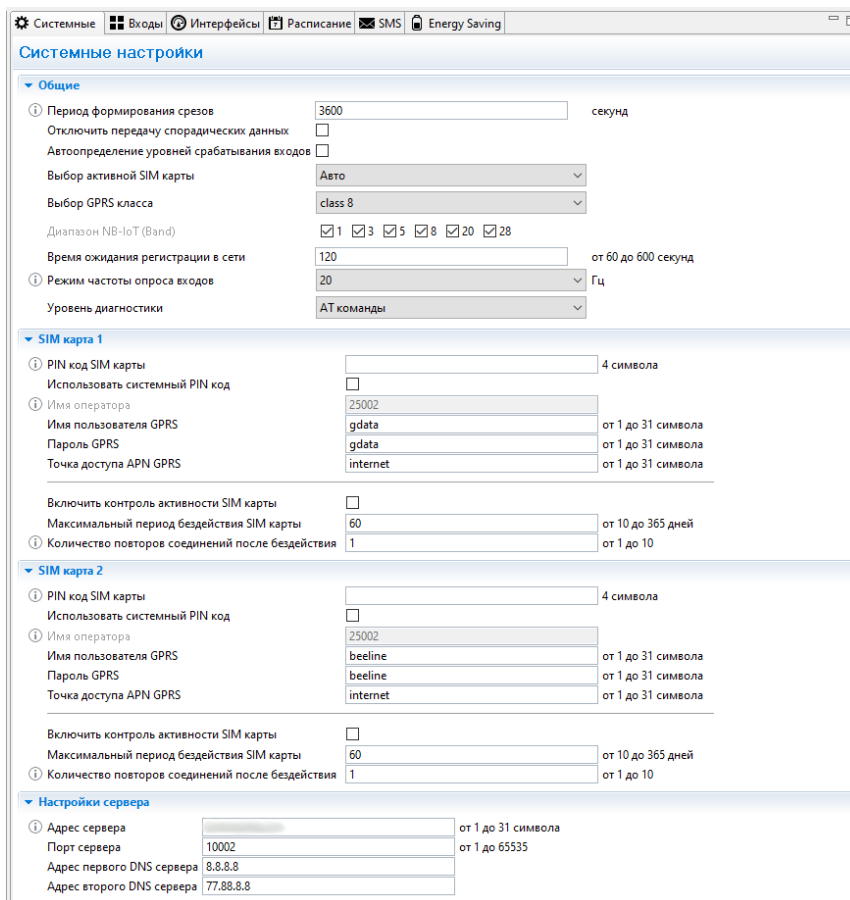 Системные Входы Интерфейсы Расписание SMS Energy Saving
Системные настройки
Общие
Период формирования срезов 3600 секунд
Отключить передачу спорадических данных
Автоопределение уровней срабатывания входов
Выбор активной SIM карты Авто
Выбор GPRS класса class 8
Диапазон NB-IoT (Band) 1 3 5 8 20 28
Время ожидания регистрации в сети 120 от 60 до 600 секунд
Режим частоты опроса входов 20 Гц
Уровень диагностики АТ команды
SIM карта 1
PIN код SIM карты 4 символа
Использовать системный PIN код
Имя оператора 25002
Имя пользователя GPRS gdata от 1 до 31 символа
Пароль GPRS gdata от 1 до 31 символа
Точка доступа APN GPRS internet от 1 до 31 символа
Включить контроль активности SIM карты
Максимальный период бездействия SIM карты 60 от 10 до 365 дней
Количество повторов соединений после бездействия 1 от 1 до 10
SIM карта 2
PIN код SIM карты 4 символа
Использовать системный PIN код
Имя оператора 25002
Имя пользователя GPRS beeline от 1 до 31 символа
Пароль GPRS beeline от 1 до 31 символа
Точка доступа APN GPRS internet от 1 до 31 символа
Включить контроль активности SIM карты
Максимальный период бездействия SIM карты 60 от 10 до 365 дней
Количество повторов соединений после бездействия 1 от 1 до 10
Настройки сервера
Адрес сервера от 1 до 31 символа
Порт сервера 10002 от 1 до 65535
Адрес первого DNS сервера 8.8.8.8
Адрес второго DNS сервера 77.88.8.8